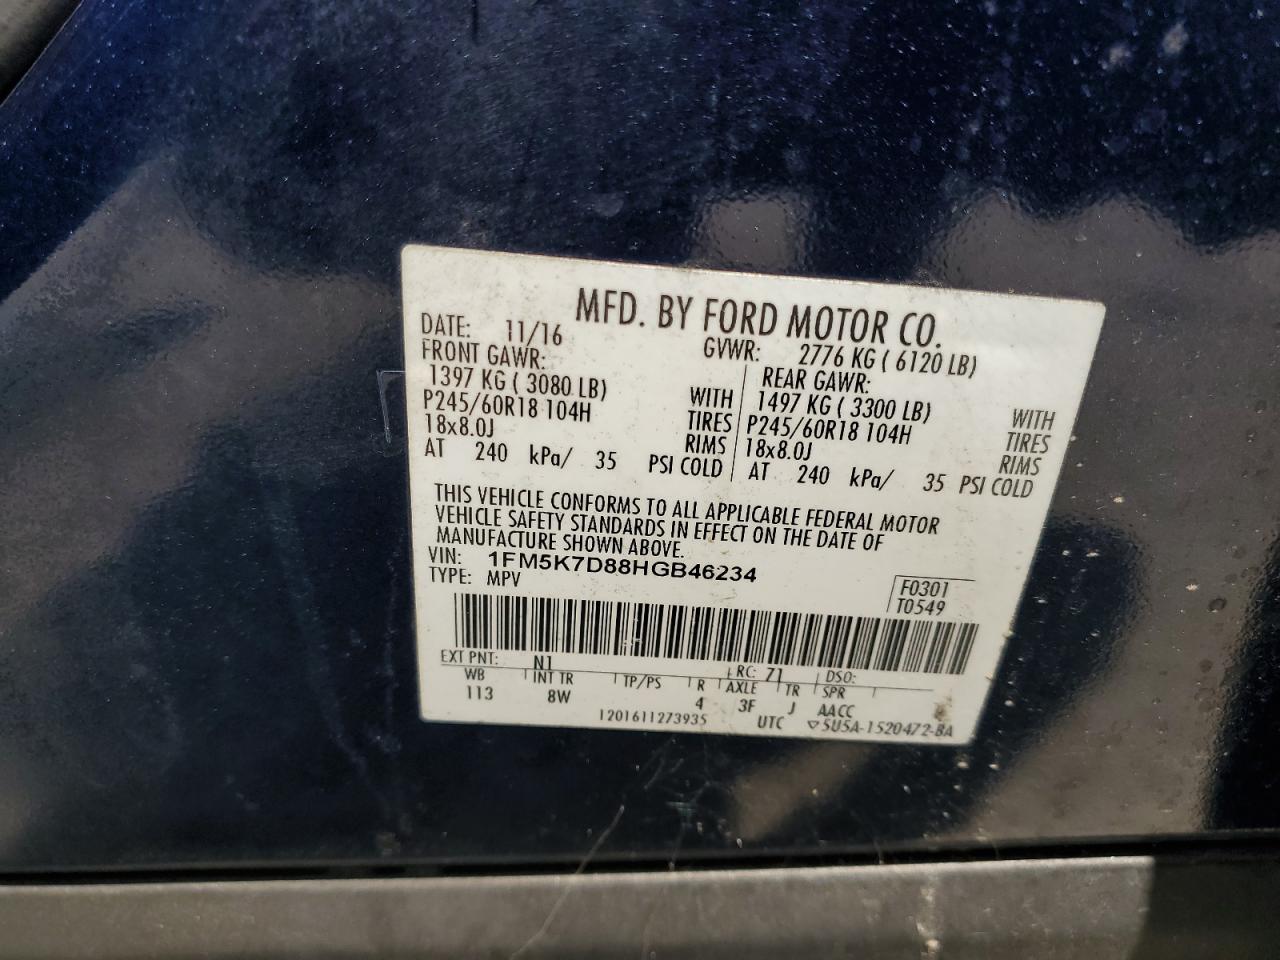 MFD. BY FORD MOTOR CO.
DATE: 11/16 GVWR: 2776 KG ( 6120 LB)
FRONT GAWR: REAR GAWR:
1397 KG ( 3080 LB) WITH 1497 KG ( 3300 LB) WITH
P245/60R18 104H TIRES P245/60R18 104H TIRES
18x8.0J RIMS 18x8.0J RIMS
AT 240 kPa/ 35 PSI COLD AT 240 kPa/ 35 PSI COLD
THIS VEHICLE CONFORMS TO ALL APPLICABLE FEDERAL MOTOR
VEHICLE SAFETY STANDARDS IN EFFECT ON THE DATE OF
MANUFACTURE SHOWN ABOVE.
VIN: 1FM5K7D88HGB46234
TYPE: MPV
F0301
T0549
EXT PNT: N1 RC: 71 DSO:
WB INT TR TP/PS R AXLE TR SPR
113 8W 4 3F J AACC
1201611273935 UTC ▽5U5A-1520472-BA